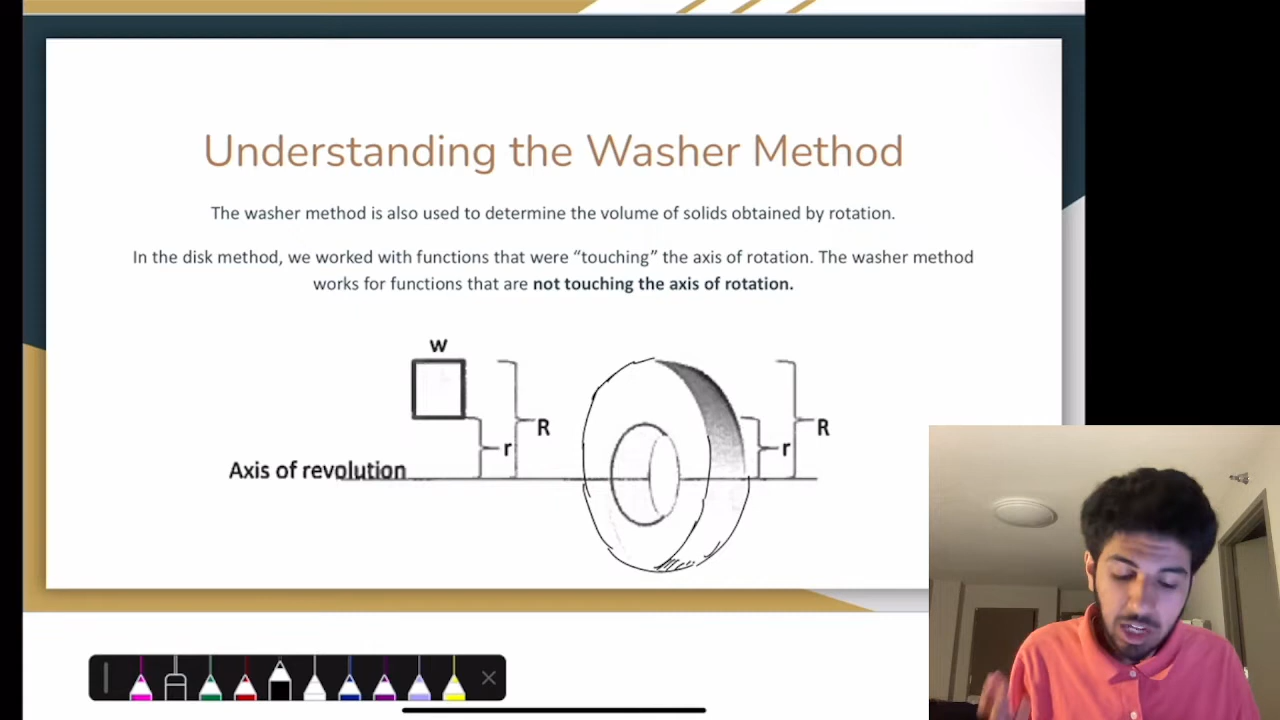 Understanding the Washer Method
The washer method is also used to determine the volume of solids obtained by rotation.
In the disk method, we worked with functions that were “touching” the axis of rotation. The washer method
works for functions that are not touching the axis of rotation.
w
R
r
Axis of revolution
R
r